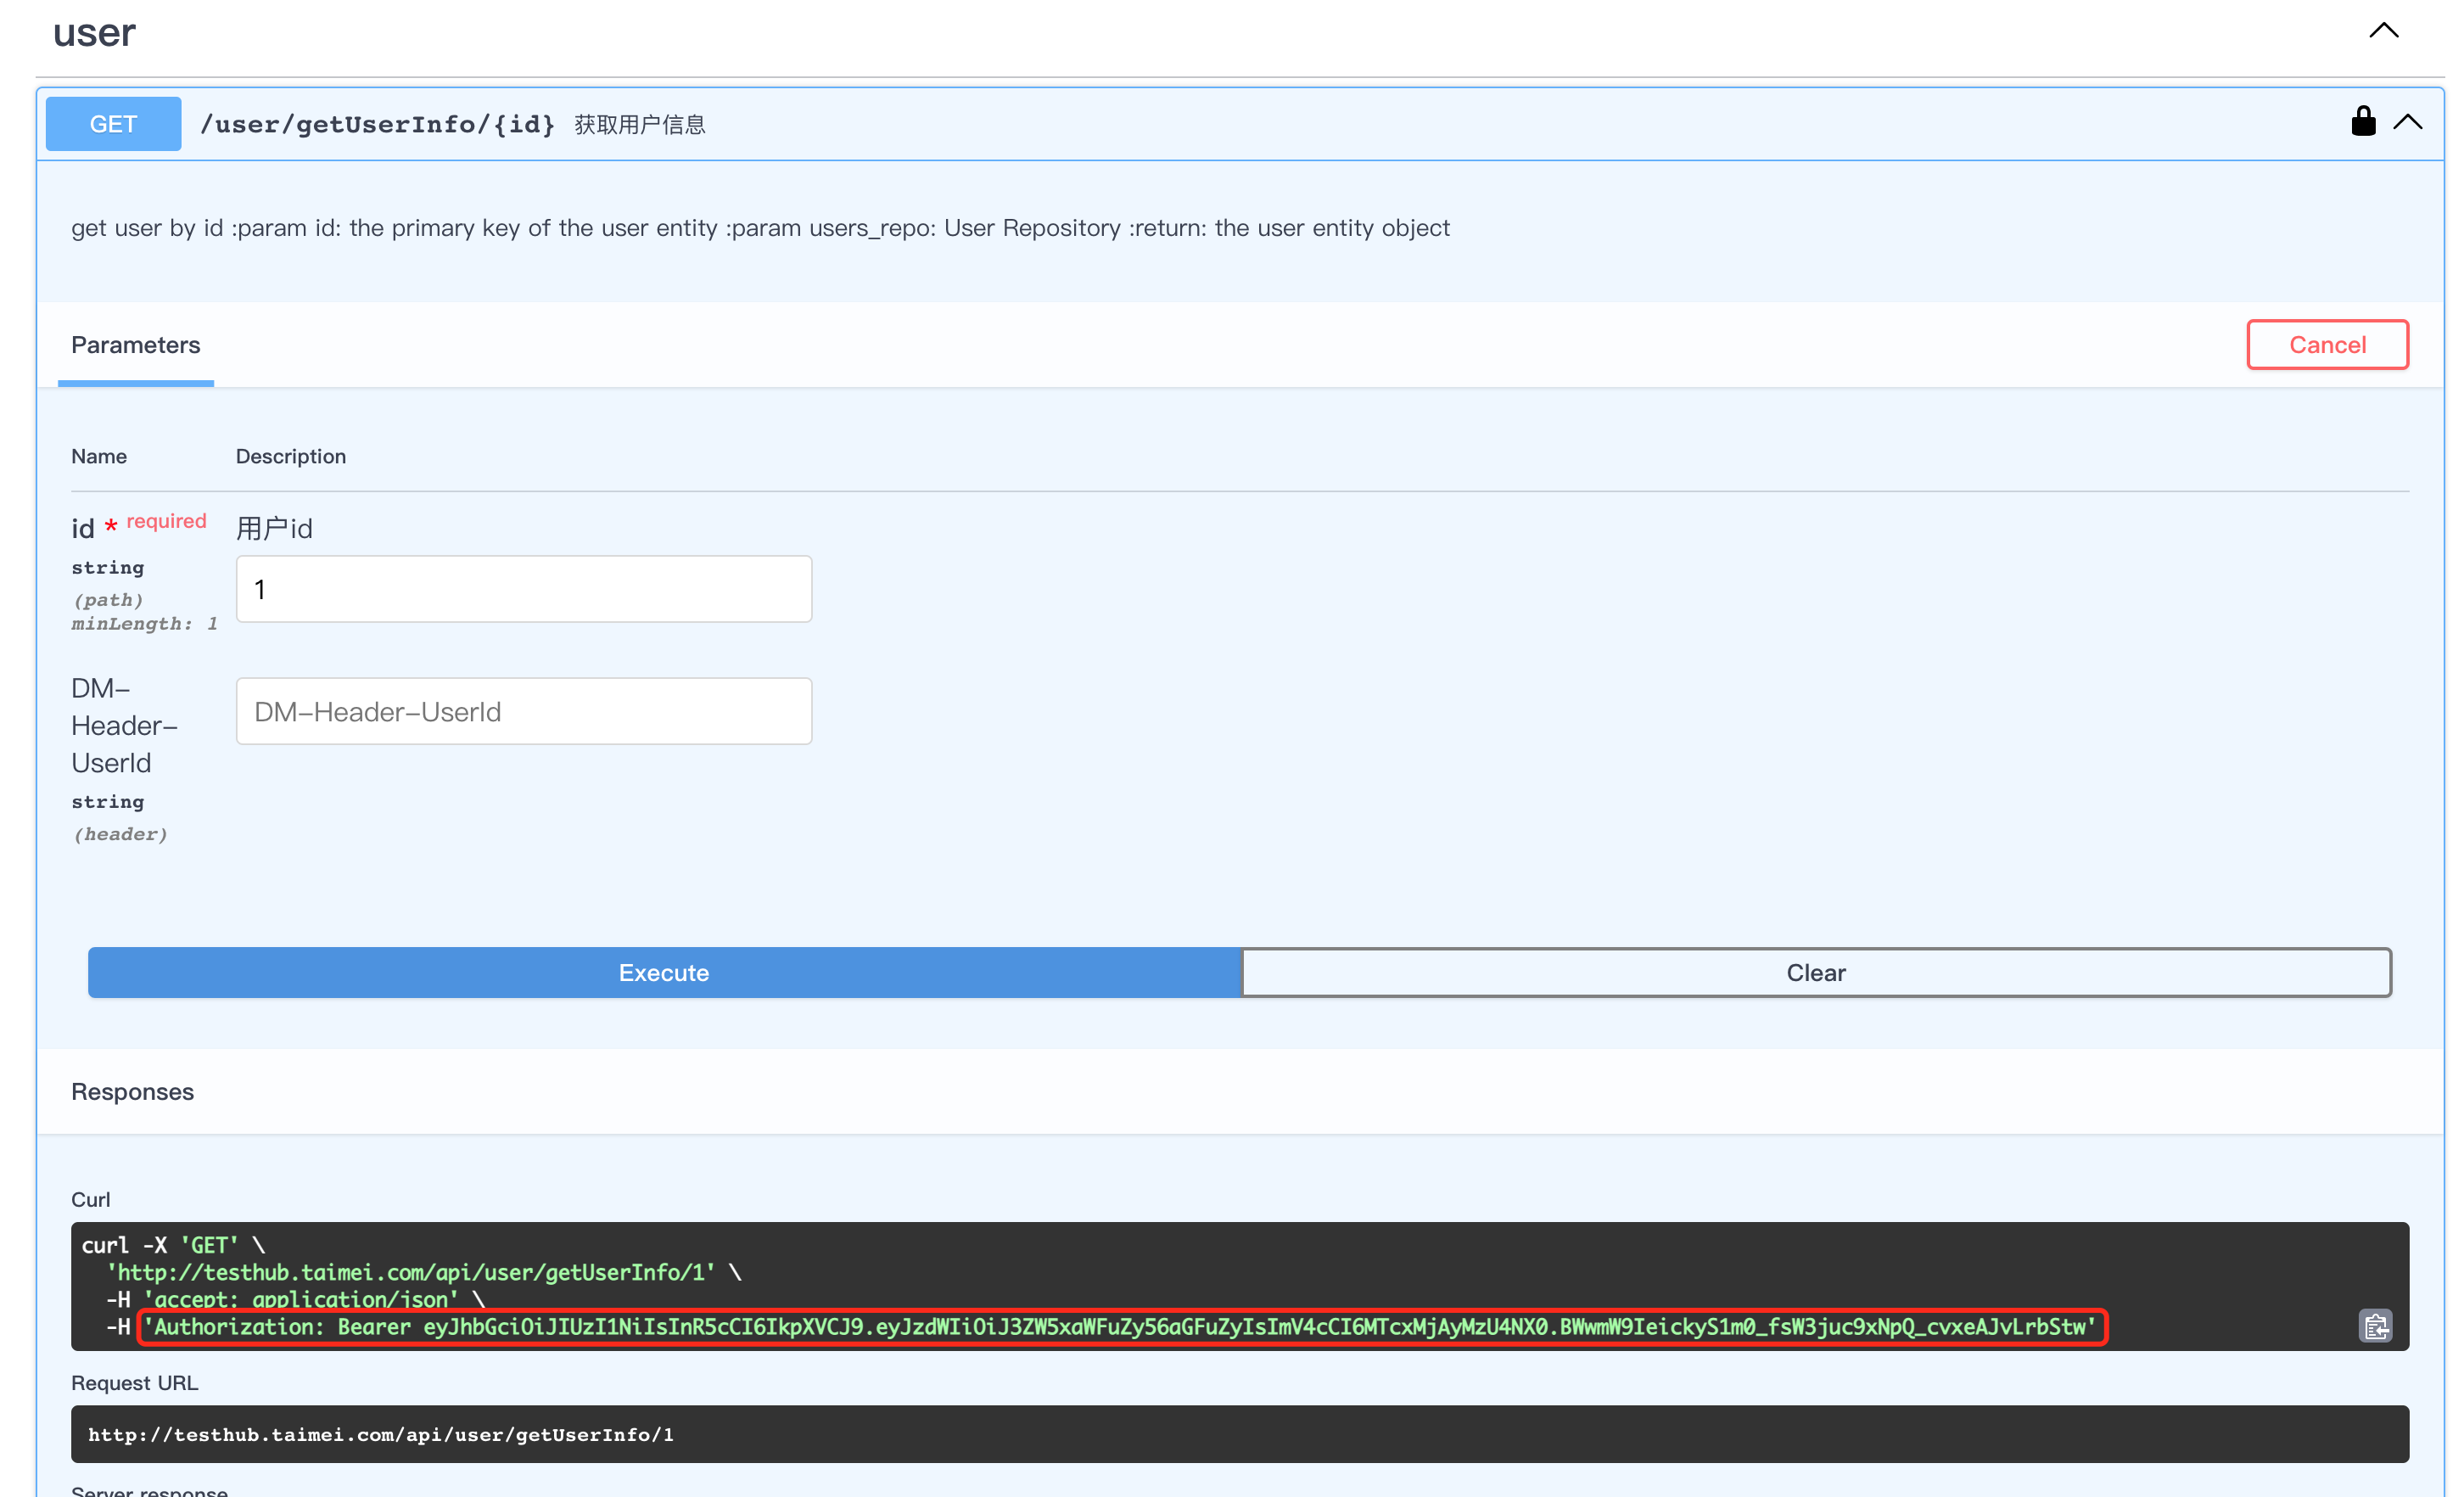 user
GET /user/getUserInfo/{id} 获取用户信息
get user by id :param id: the primary key of the user entity :param users_repo: User Repository :return: the user entity object
Parameters
Cancel
Name Description
id * required 用户id
string
(path)
minLength: 1
1
DM-
Header-
UserId
string
(header)
DM-Header-UserId
Execute
Clear
Responses
Curl
curl -X 'GET' \
'http://testhub.taimei.com/api/user/getUserInfo/1' \
-H 'accept: application/json' \
-H 'Authorization: Bearer eyJhbGciOiJIUzI1NiIsInR5cCI6IkpXVCJ9.eyJzdWIiOiJ3ZW5xaWFuZy56aGFuZyIsImV4cCI6MTcxMjAyMzU4NX0.BWwmW9IeickyS1m0_fsW3juc9xNpQ_cvxeAJvLrbStw'
Request URL
http://testhub.taimei.com/api/user/getUserInfo/1
Server response